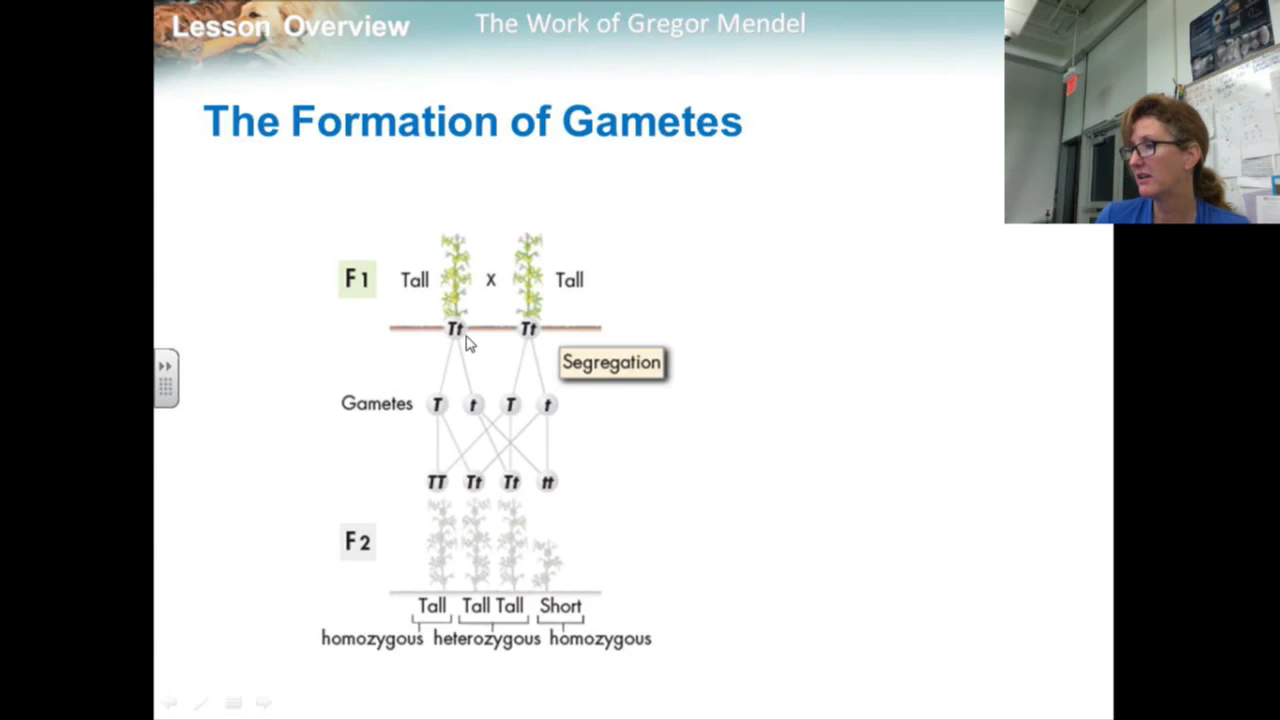 Lesson Overview The Work of Gregor Mendel
The Formation of Gametes
F1 Tall x Tall
Tt Tt
Segregation
Gametes T t T t
TT Tt Tt tt
F2
Tall Tall Tall Short
homozygous heterozygous homozygous